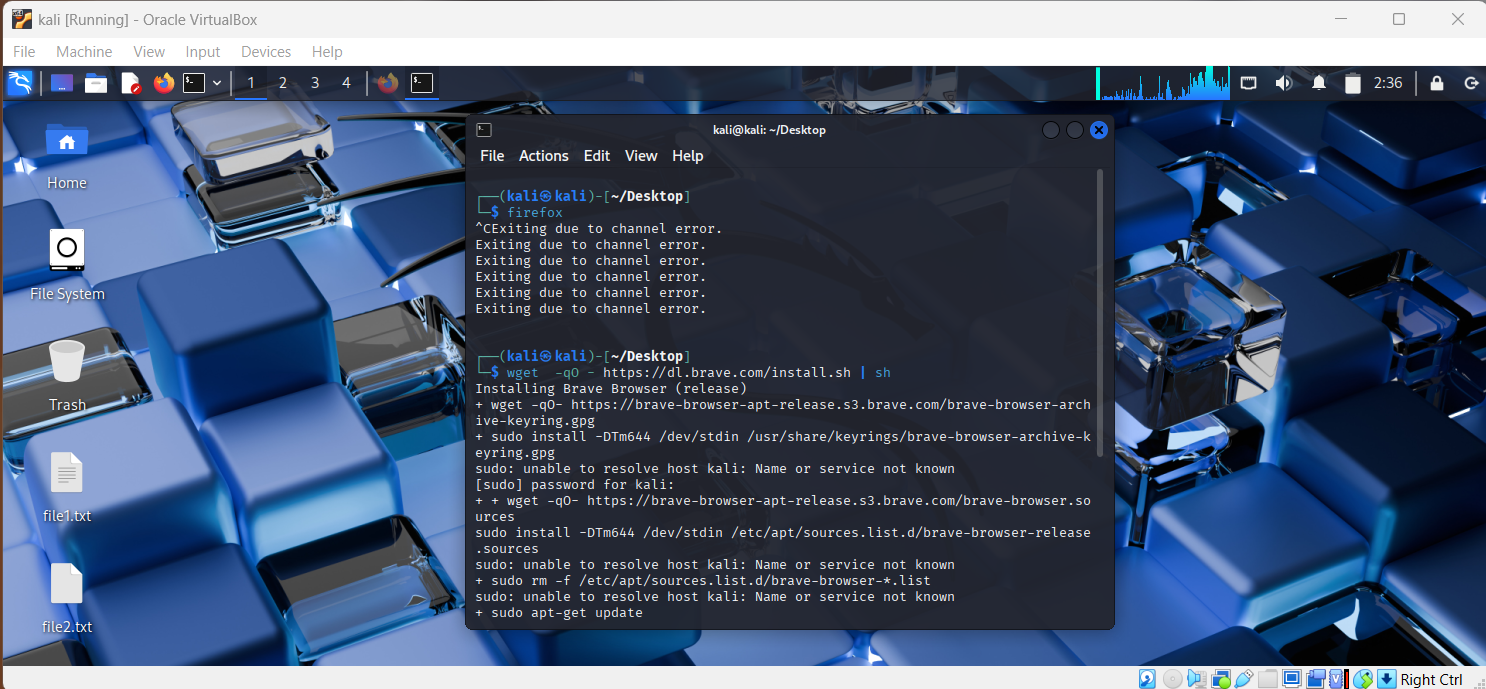 kali [Running] - Oracle VirtualBox
File Machine View Input Devices Help
1 2 3 4 2:36
Home
File System
Trash
file1.txt
file2.txt
kali@kali: ~/Desktop
File Actions Edit View Help
┌──(kali㉿kali)-[~/Desktop]
└─$ firefox
^CExiting due to channel error.
Exiting due to channel error.
Exiting due to channel error.
Exiting due to channel error.
Exiting due to channel error.
Exiting due to channel error.
┌──(kali㉿kali)-[~/Desktop]
└─$ wget  -qO - https://dl.brave.com/install.sh | sh
Installing Brave Browser (release)
+ wget -qO- https://brave-browser-apt-release.s3.brave.com/brave-browser-arch
ive-keyring.gpg
+ sudo install -DTm644 /dev/stdin /usr/share/keyrings/brave-browser-archive-k
eyring.gpg
sudo: unable to resolve host kali: Name or service not known
[sudo] password for kali:
+ + wget -qO- https://brave-browser-apt-release.s3.brave.com/brave-browser.so
urces
sudo install -DTm644 /dev/stdin /etc/apt/sources.list.d/brave-browser-release
.sources
sudo: unable to resolve host kali: Name or service not known
+ sudo rm -f /etc/apt/sources.list.d/brave-browser-*.list
sudo: unable to resolve host kali: Name or service not known
+ sudo apt-get update
Right Ctrl